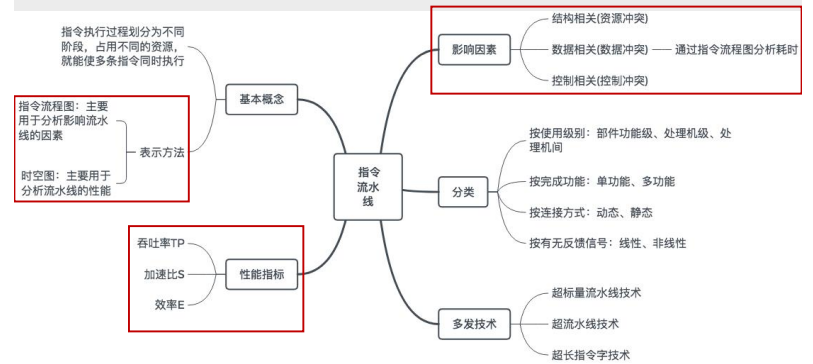 指令执行过程划分为不同
阶段，占用不同的资源，
就能使多条指令同时执行
基本概念
指令流程图：主要
用于分析影响流水
线的因素
表示方法
时空图：主要用于
分析流水线的性能
吞吐率TP
加速比S
效率E
性能指标
指令
流水
线
影响因素
结构相关(资源冲突)
数据相关(数据冲突)
通过指令流程图分析耗时
控制相关(控制冲突)
分类
按使用级别：部件功能级、处理机级、处
理机间
按完成功能：单功能、多功能
按连接方式：动态、静态
按有无反馈信号：线性、非线性
多发技术
超标量流水线技术
超流水线技术
超长指令字技术